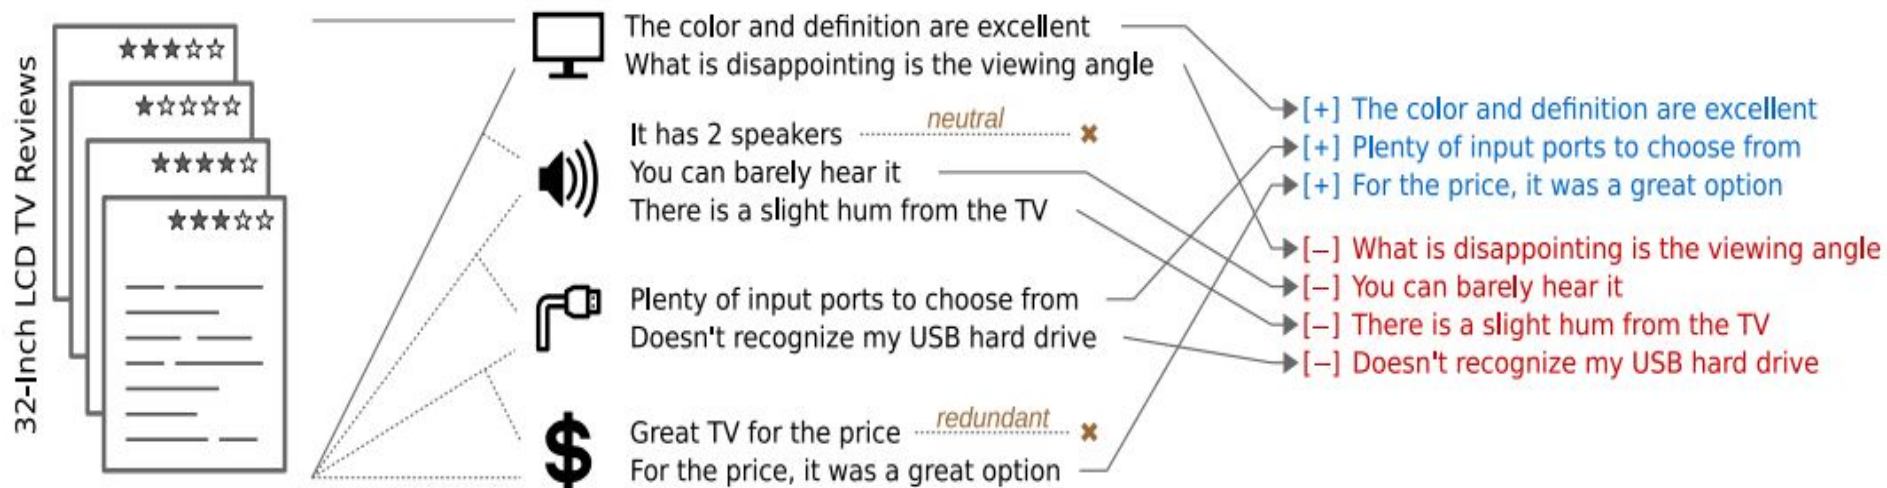 32-Inch LCD TV Reviews
The color and definition are excellent
What is disappointing is the viewing angle
It has 2 speakers
neutral
You can barely hear it
There is a slight hum from the TV
Plenty of input ports to choose from
Doesn't recognize my USB hard drive
$
Great TV for the price
redundant
For the price, it was a great option
[+] The color and definition are excellent
[+] Plenty of input ports to choose from
[+] For the price, it was a great option
[−] What is disappointing is the viewing angle
[−] You can barely hear it
[−] There is a slight hum from the TV
[−] Doesn't recognize my USB hard drive